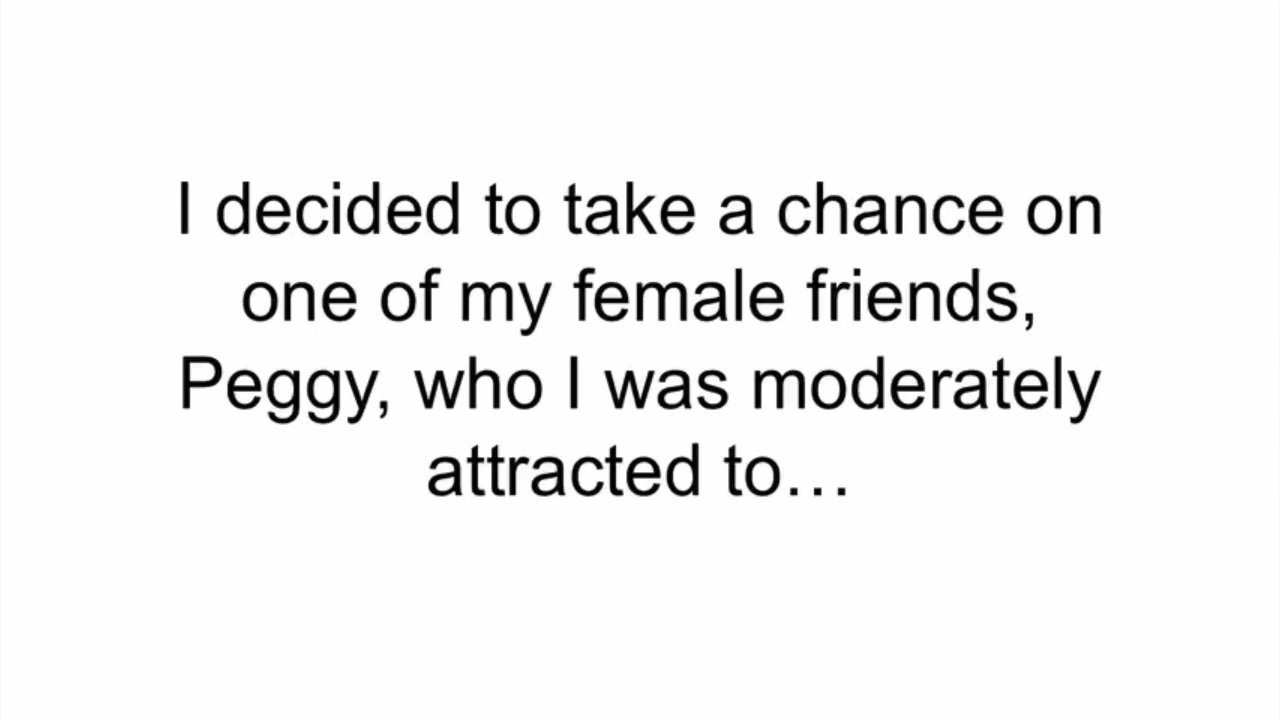 I decided to take a chance on
one of my female friends,
Peggy, who I was moderately
attracted to…